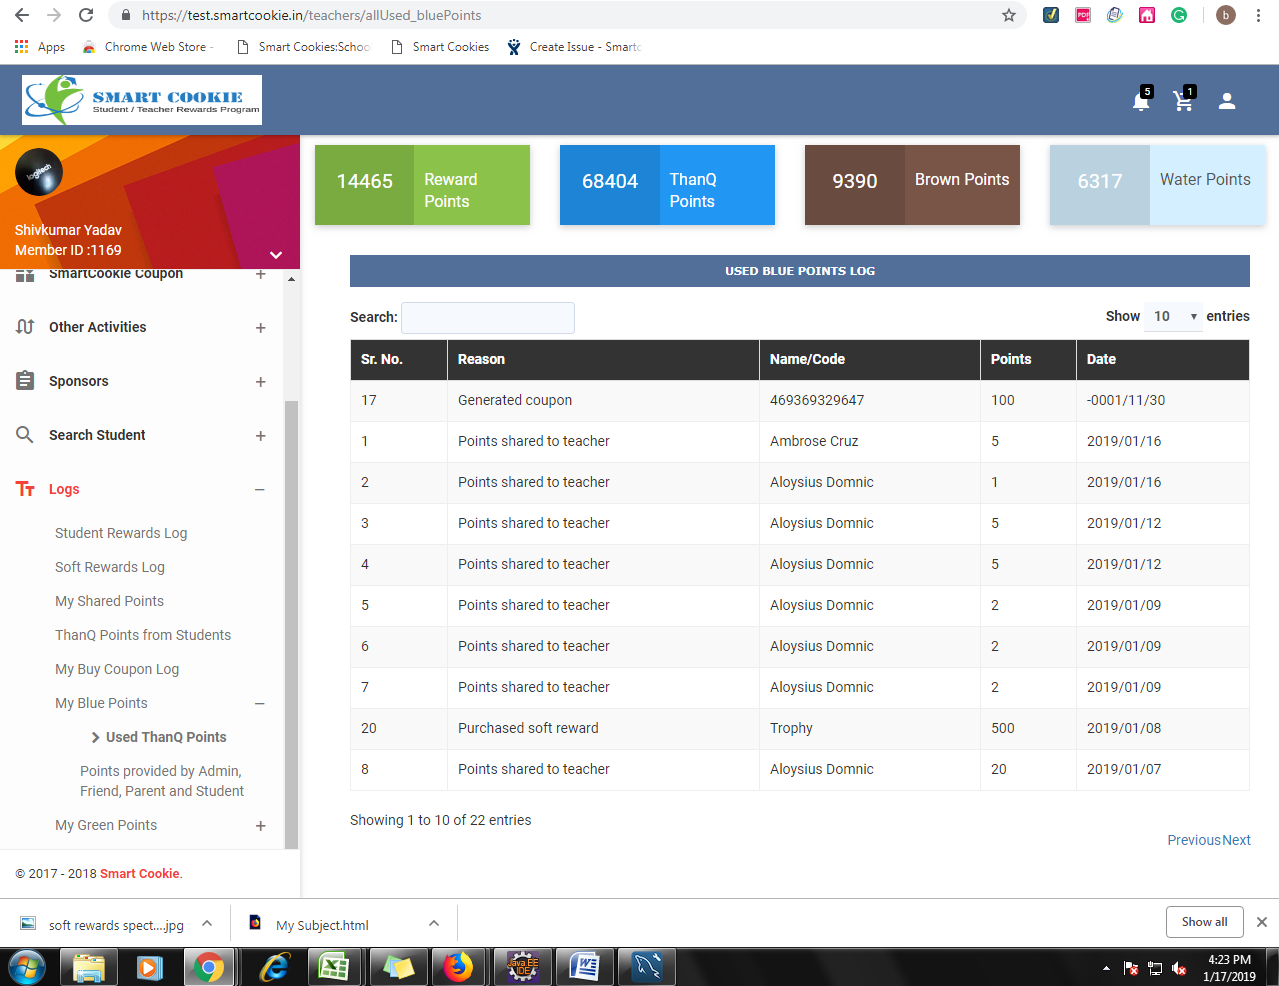 https://test.smartcookie.in/teachers/allUsed_bluePoints
PDF
b
Apps
Chrome Web Store -
Smart Cookies:Schoo
Smart Cookies
Create Issue - Smartc
SMART COOKIE
Student / Teacher Rewards Program
5
1
logitech
Shivkumar Yadav
Member ID :1169
14465
Reward
Points
68404
ThanQ
Points
9390
Brown Points
6317
Water Points
SmartCookie Coupon
Other Activities
Sponsors
Search Student
Logs
Student Rewards Log
Soft Rewards Log
My Shared Points
ThanQ Points from Students
My Buy Coupon Log
My Blue Points
Used ThanQ Points
Points provided by Admin,
Friend, Parent and Student
My Green Points
© 2017 - 2018 Smart Cookie.
USED BLUE POINTS LOG
Search:
Show 10 entries
Sr. No. Reason Name/Code Points Date
17 Generated coupon 469369329647 100 -0001/11/30
1 Points shared to teacher Ambrose Cruz 5 2019/01/16
2 Points shared to teacher Aloysius Domnic 1 2019/01/16
3 Points shared to teacher Aloysius Domnic 5 2019/01/12
4 Points shared to teacher Aloysius Domnic 5 2019/01/12
5 Points shared to teacher Aloysius Domnic 2 2019/01/09
6 Points shared to teacher Aloysius Domnic 2 2019/01/09
7 Points shared to teacher Aloysius Domnic 2 2019/01/09
20 Purchased soft reward Trophy 500 2019/01/08
8 Points shared to teacher Aloysius Domnic 20 2019/01/07
Showing 1 to 10 of 22 entries
PreviousNext
soft rewards spect....jpg
My Subject.html
Show all
Java EE
IDE
4:23 PM
1/17/2019